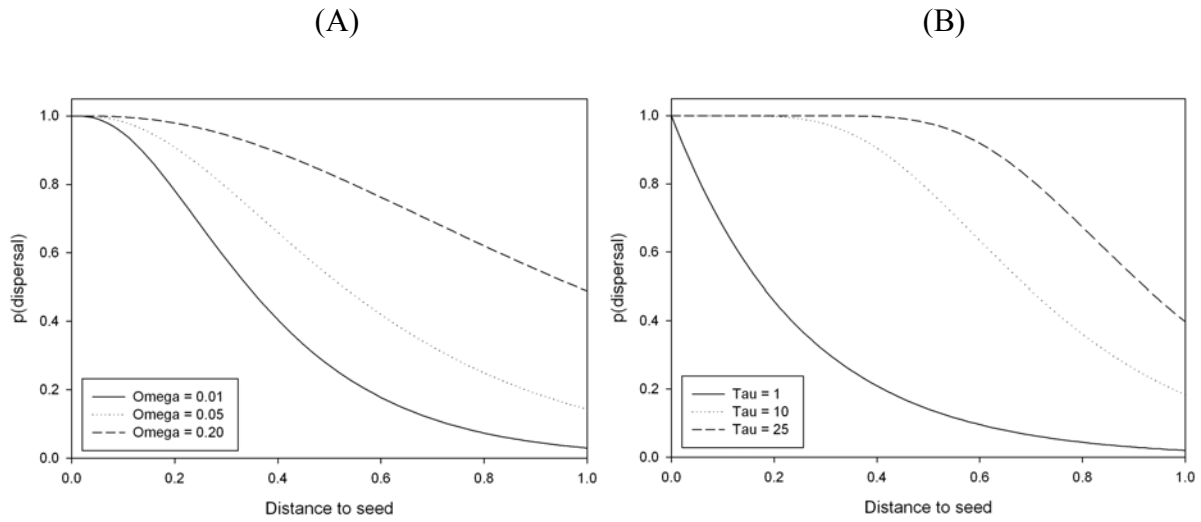 (A)
(B)
p(dispersal)
1.0
0.8
0.6
0.4
0.2
0.0
Omega = 0.01
Omega = 0.05
Omega = 0.20
0.0 0.2 0.4 0.6 0.8 1.0
Distance to seed
p(dispersal)
1.0
0.8
0.6
0.4
0.2
0.0
Tau = 1
Tau = 10
Tau = 25
0.0 0.2 0.4 0.6 0.8 1.0
Distance to seed